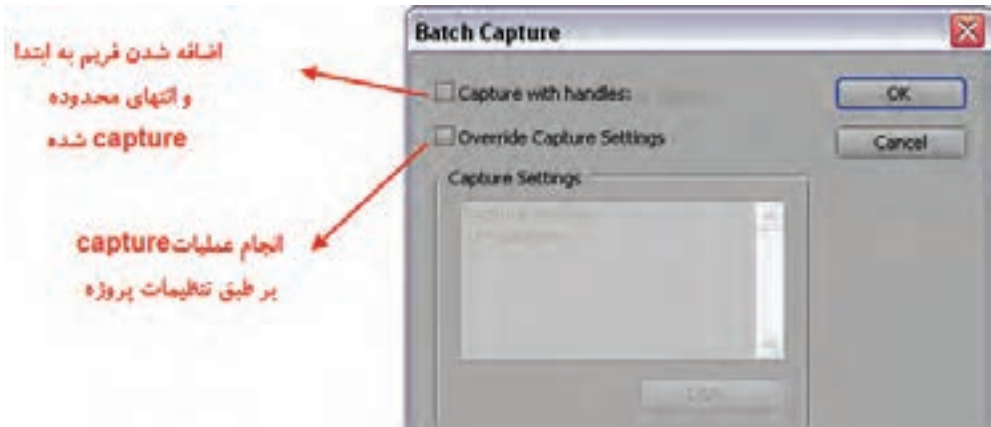 Batch Capture
اضافه شدن فریم به ابتدا
و انتهای محدوده
capture شده
Capture with handles:
OK
Override Capture Settings
Cancel
Capture Settings
انجام عملیات capture
بر طبق تنظیمات پروژه